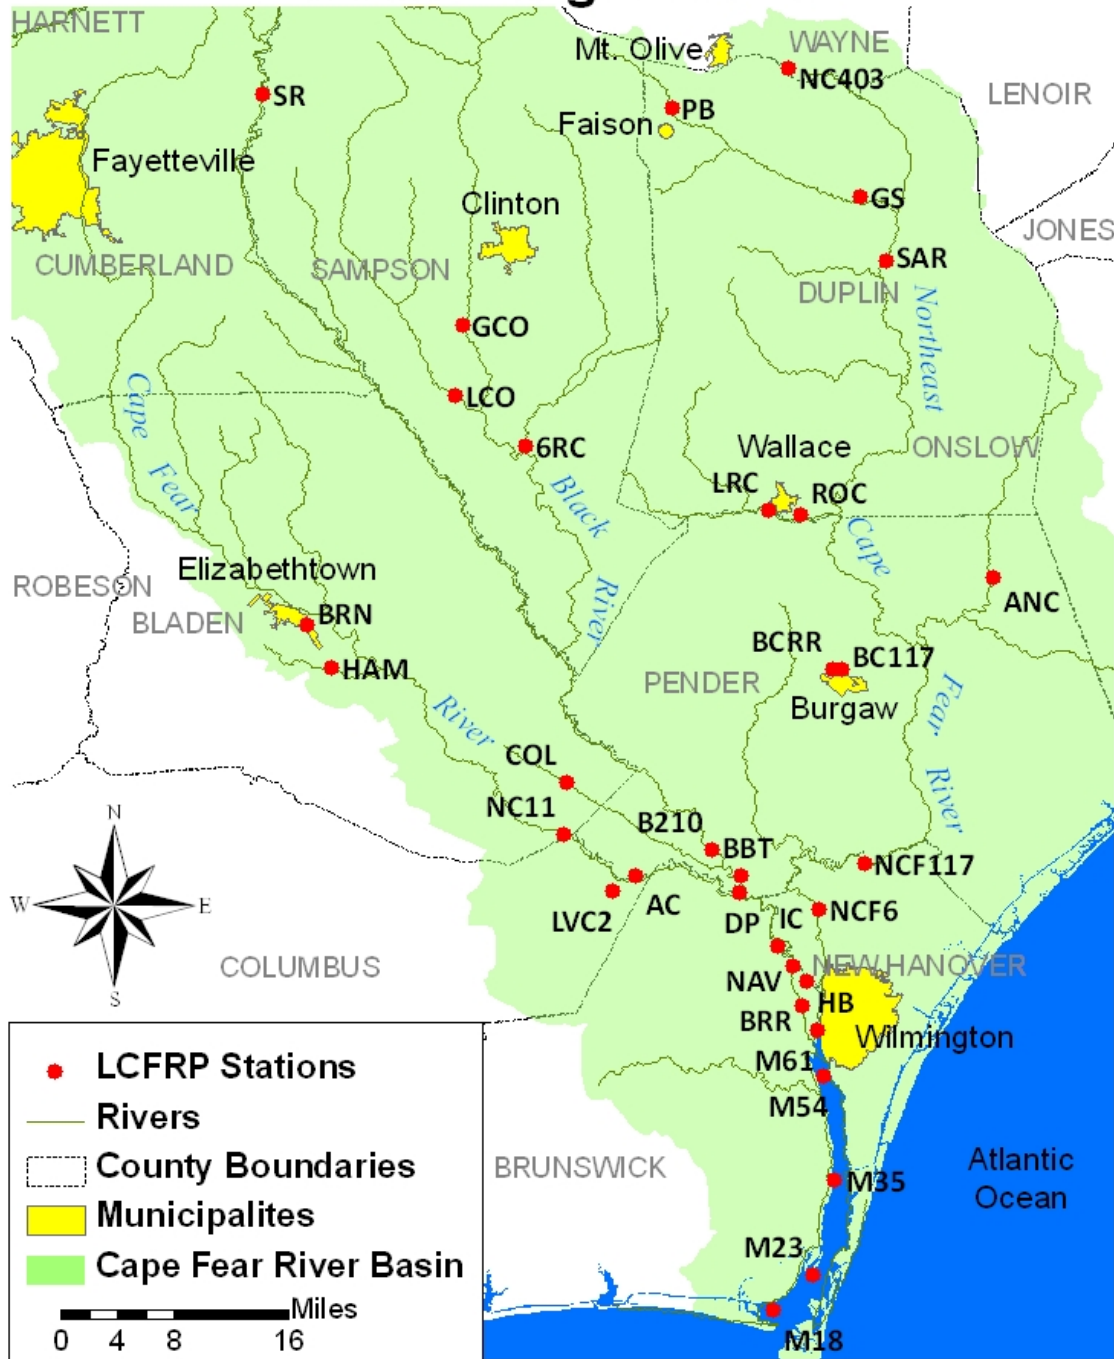 g
HARNETT
Mt. Olive
WAYNE
NC403
LENOIR
SR
PB
Faison
Fayetteville
GS
Clinton
JONES
CUMBERLAND
SAMPSON
SAR
DUPLIN
Northeast
GCO
Cape
LCO
6RC
Wallace
ONSLOW
Fear
Black
LRC
ROC
Cape
Elizabethtown
ROBESON
BLADEN
BRN
River
ANC
HAM
BCRR
BC117
PENDER
Burgaw
Fear
River
COL
River
NC11
B210
BBT
NCF117
LVC2
AC
DP
IC
NCF6
N
W
E
S
COLUMBUS
NAV
NEW HANOVER
HB
BRR
Wilmington
M61
M54
BRUNSWICK
M35
Atlantic
Ocean
M23
M18
LCFRP Stations
Rivers
County Boundaries
Municipalites
Cape Fear River Basin
Miles
0 4 8 16